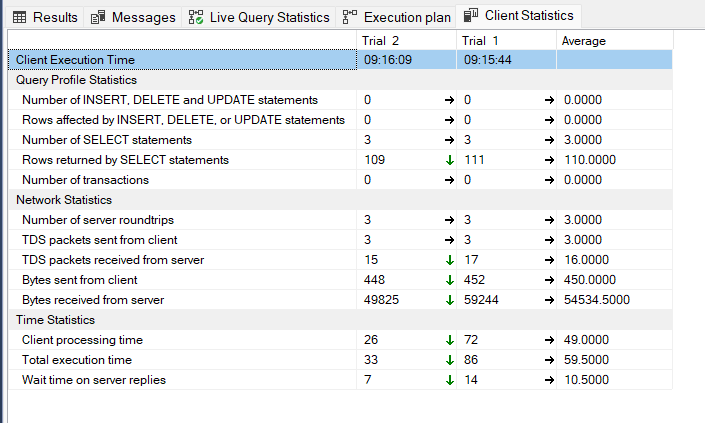 Results Messages Live Query Statistics Execution plan Client Statistics
Trial 2 Trial 1 Average
Client Execution Time 09:16:09 09:15:44
Query Profile Statistics
Number of INSERT, DELETE and UPDATE statements 0 → 0 → 0.0000
Rows affected by INSERT, DELETE, or UPDATE statements 0 → 0 → 0.0000
Number of SELECT statements 3 → 3 → 3.0000
Rows returned by SELECT statements 109 ↓ 111 → 110.0000
Number of transactions 0 → 0 → 0.0000
Network Statistics
Number of server roundtrips 3 → 3 → 3.0000
TDS packets sent from client 3 → 3 → 3.0000
TDS packets received from server 15 ↓ 17 → 16.0000
Bytes sent from client 448 ↓ 452 → 450.0000
Bytes received from server 49825 ↓ 59244 → 54534.5000
Time Statistics
Client processing time 26 ↓ 72 → 49.0000
Total execution time 33 ↓ 86 → 59.5000
Wait time on server replies 7 ↓ 14 → 10.5000